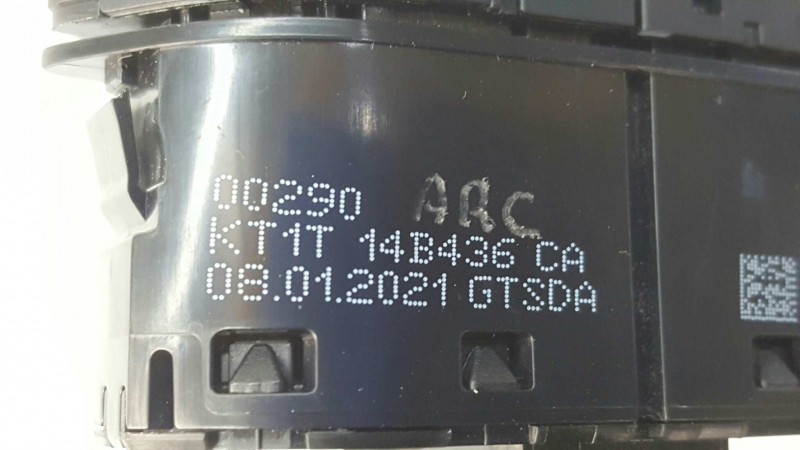 00290 ARC
KT1T 14B436 CA
08.01.2021 GTSDA